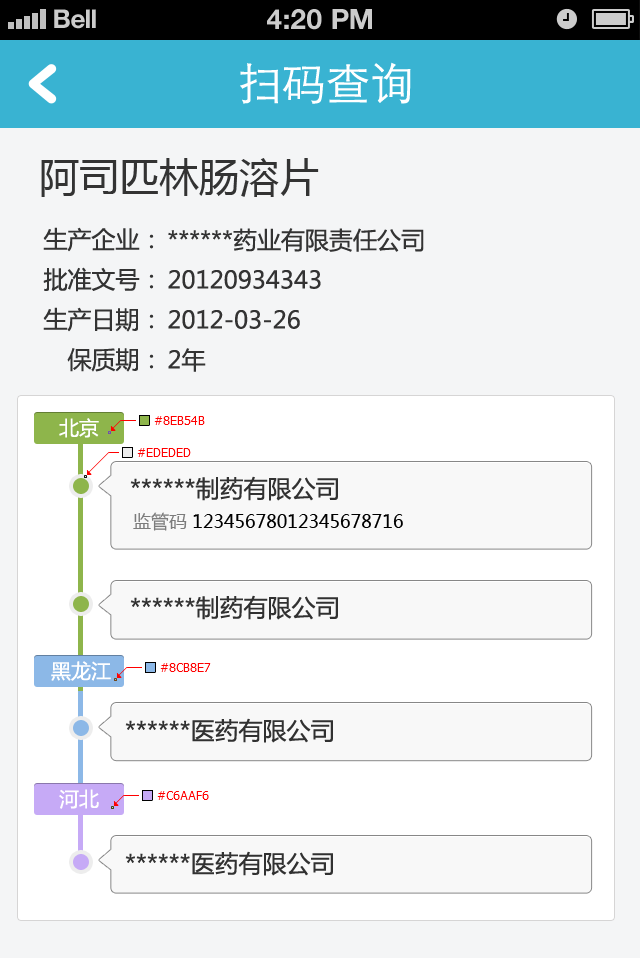 Bell 4:20 PM
扫码查询
阿司匹林肠溶片
生产企业：******药业有限责任公司
批准文号：20120934343
生产日期：2012-03-26
保质期：2年
北京 #8EB54B
#EDEDED
******制药有限公司
监管码 12345678012345678716
******制药有限公司
黑龙江 #8CB8E7
******医药有限公司
河北 #C6AAF6
******医药有限公司